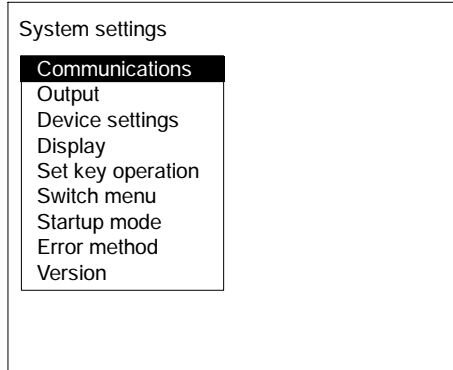 System settings
Communications
Output
Device settings
Display
Set key operation
Switch menu
Startup mode
Error method
Version